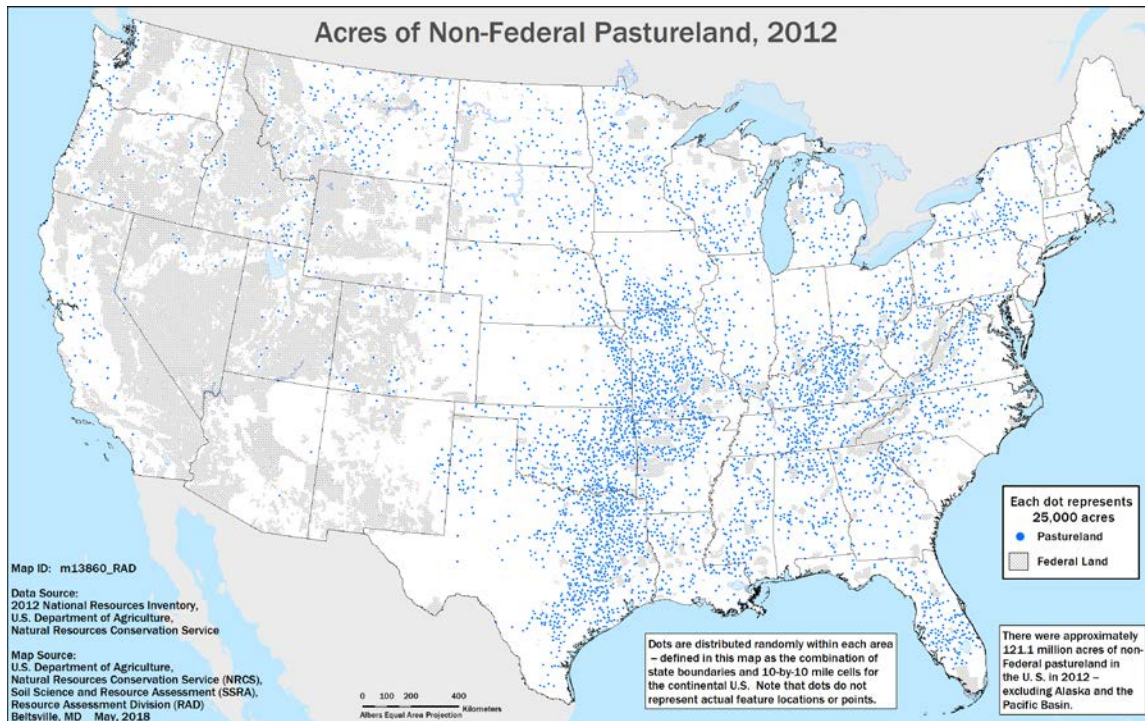 Acres of Non-Federal Pastureland, 2012
Each dot represents
25,000 acres
Pastureland
Federal Land
Map ID: m13860_RAD
Data Source:
2012 National Resources Inventory,
U.S. Department of Agriculture,
Natural Resources Conservation Service
Map Source:
U.S. Department of Agriculture,
Natural Resources Conservation Service (NRCS),
Soil Science and Resource Assessment (SSRA),
Resource Assessment Division (RAD)
Beltsville, MD May, 2018
0 100 200 400
Kilometers
Albers Equal Area Projection
Dots are distributed randomly within each area
– defined in this map as the combination of
state boundaries and 10-by-10 mile cells for
the continental U.S. Note that dots do not
represent actual feature locations or points.
There were approximately
121.1 million acres of non-
Federal pastureland in
the U. S. in 2012 –
excluding Alaska and the
Pacific Basin.